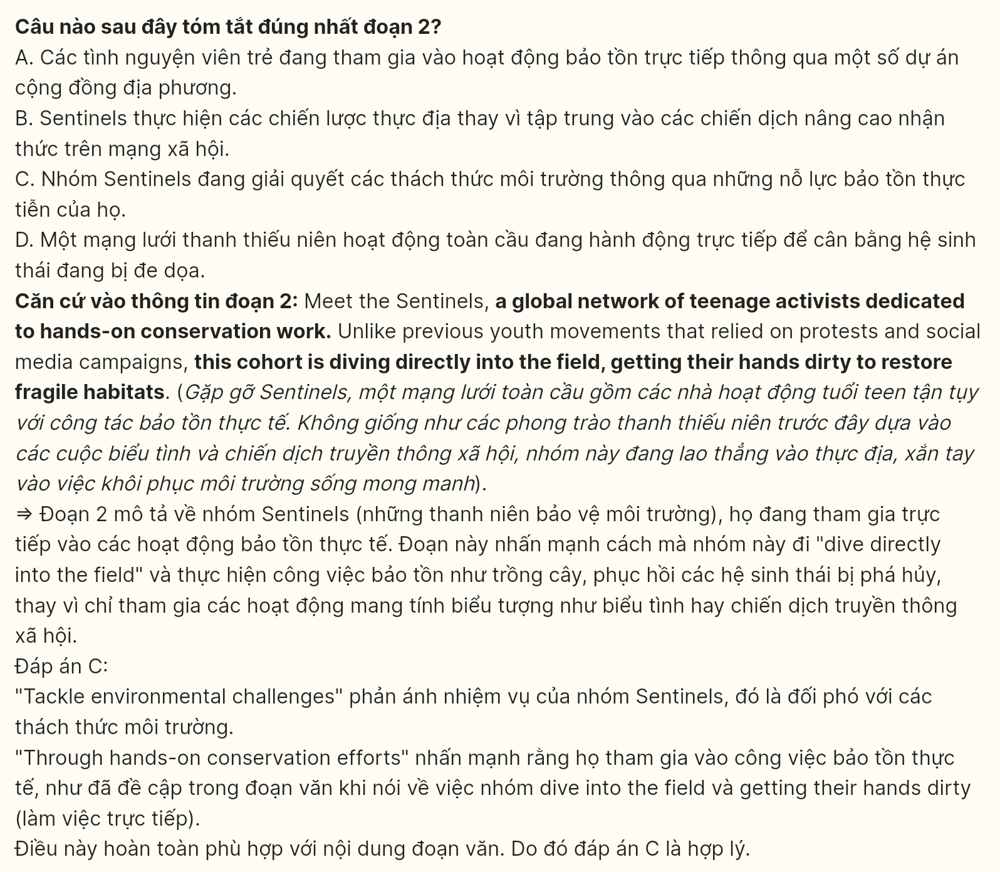 Câu nào sau đây tóm tắt đúng nhất đoạn 2?
A. Các tình nguyện viên trẻ đang tham gia vào hoạt động bảo tồn trực tiếp thông qua một số dự án
cộng đồng địa phương.
B. Sentinels thực hiện các chiến lược thực địa thay vì tập trung vào các chiến dịch nâng cao nhận
thức trên mạng xã hội.
C. Nhóm Sentinels đang giải quyết các thách thức môi trường thông qua những nỗ lực bảo tồn thực
tiễn của họ.
D. Một mạng lưới thanh thiếu niên hoạt động toàn cầu đang hành động trực tiếp để cân bằng hệ sinh
thái đang bị đe dọa.
Căn cứ vào thông tin đoạn 2: Meet the Sentinels, a global network of teenage activists dedicated
to hands-on conservation work. Unlike previous youth movements that relied on protests and social
media campaigns, this cohort is diving directly into the field, getting their hands dirty to restore
fragile habitats. (Gặp gỡ Sentinels, một mạng lưới toàn cầu gồm các nhà hoạt động tuổi teen tận tụy
với công tác bảo tồn thực tế. Không giống như các phong trào thanh thiếu niên trước đây dựa vào
các cuộc biểu tình và chiến dịch truyền thông xã hội, nhóm này đang lao thẳng vào thực địa, xắn tay
vào việc khôi phục môi trường sống mong manh).
⇒ Đoạn 2 mô tả về nhóm Sentinels (những thanh niên bảo vệ môi trường), họ đang tham gia trực
tiếp vào các hoạt động bảo tồn thực tế. Đoạn này nhấn mạnh cách mà nhóm này đi "dive directly
into the field" và thực hiện công việc bảo tồn như trồng cây, phục hồi các hệ sinh thái bị phá hủy,
thay vì chỉ tham gia các hoạt động mang tính biểu tượng như biểu tình hay chiến dịch truyền thông
xã hội.
Đáp án C:
"Tackle environmental challenges" phản ánh nhiệm vụ của nhóm Sentinels, đó là đối phó với các
thách thức môi trường.
"Through hands-on conservation efforts" nhấn mạnh rằng họ tham gia vào công việc bảo tồn thực
tế, như đã đề cập trong đoạn văn khi nói về việc nhóm dive into the field và getting their hands dirty
(làm việc trực tiếp).
Điều này hoàn toàn phù hợp với nội dung đoạn văn. Do đó đáp án C là hợp lý.